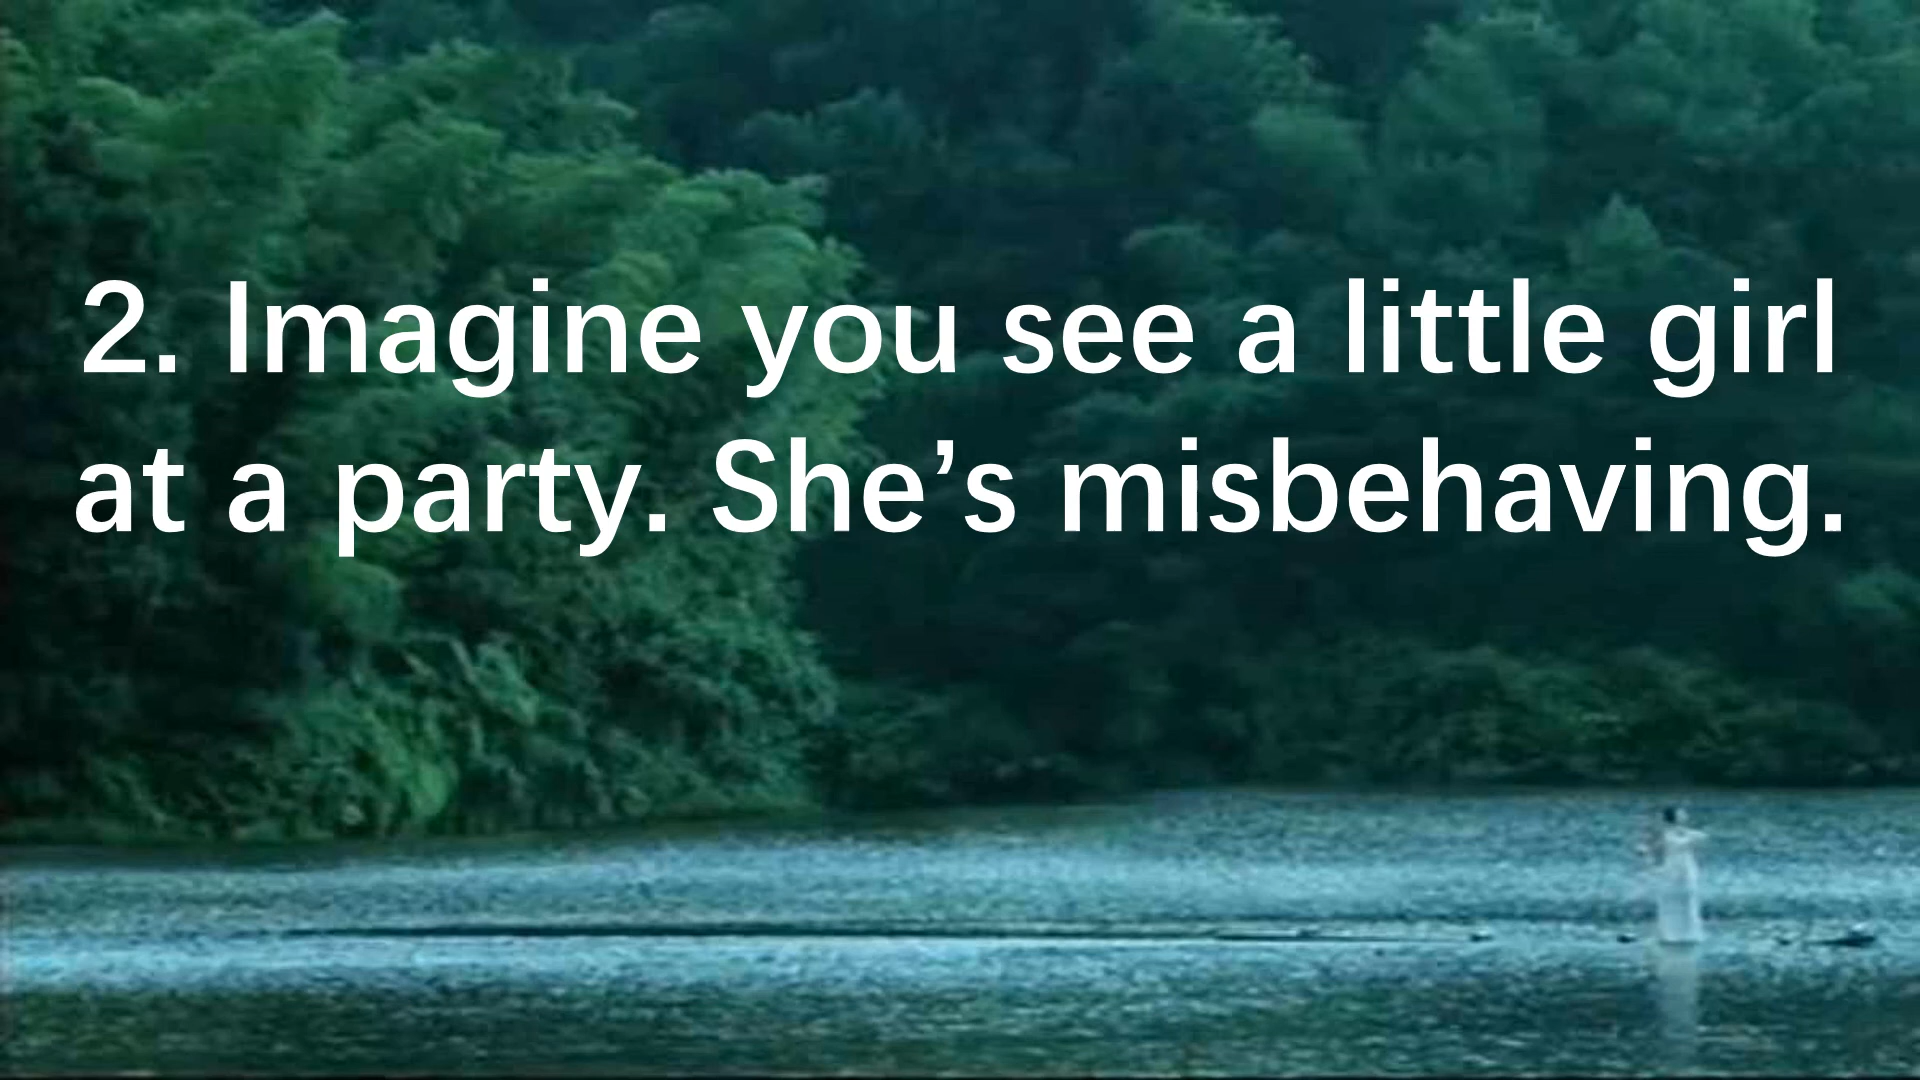 2. Imagine you see a little girl
at a party. She’s misbehaving.